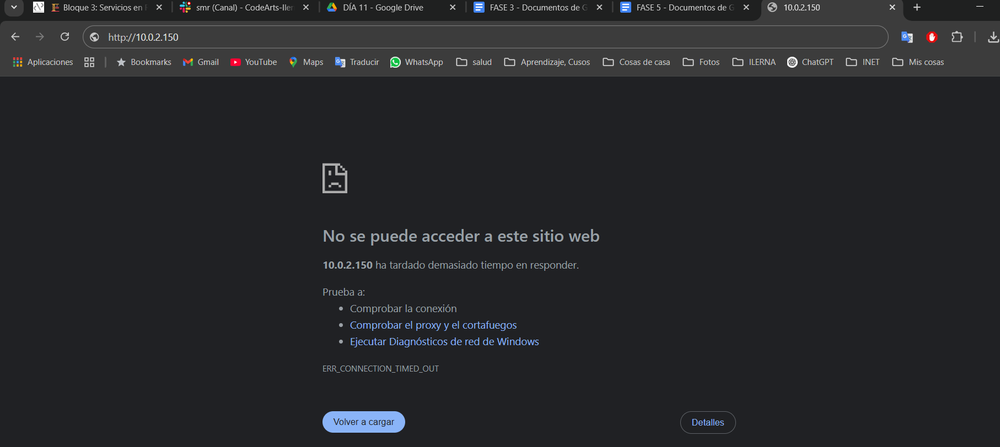 Bloque 3: Servicios en
smr (Canal) - CodeArts-Iler
DÍA 11 - Google Drive
FASE 3 - Documentos de G
FASE 5 - Documentos de G
10.0.2.150
http://10.0.2.150
Aplicaciones
Bookmarks
Gmail
YouTube
Maps
Traducir
WhatsApp
salud
Aprendizaje, Cusos
Cosas de casa
Fotos
ILERNA
ChatGPT
INET
Mis cosas
No se puede acceder a este sitio web
10.0.2.150 ha tardado demasiado tiempo en responder.
Prueba a:
Comprobar la conexión
Comprobar el proxy y el cortafuegos
Ejecutar Diagnósticos de red de Windows
ERR_CONNECTION_TIMED_OUT
Volver a cargar
Detalles